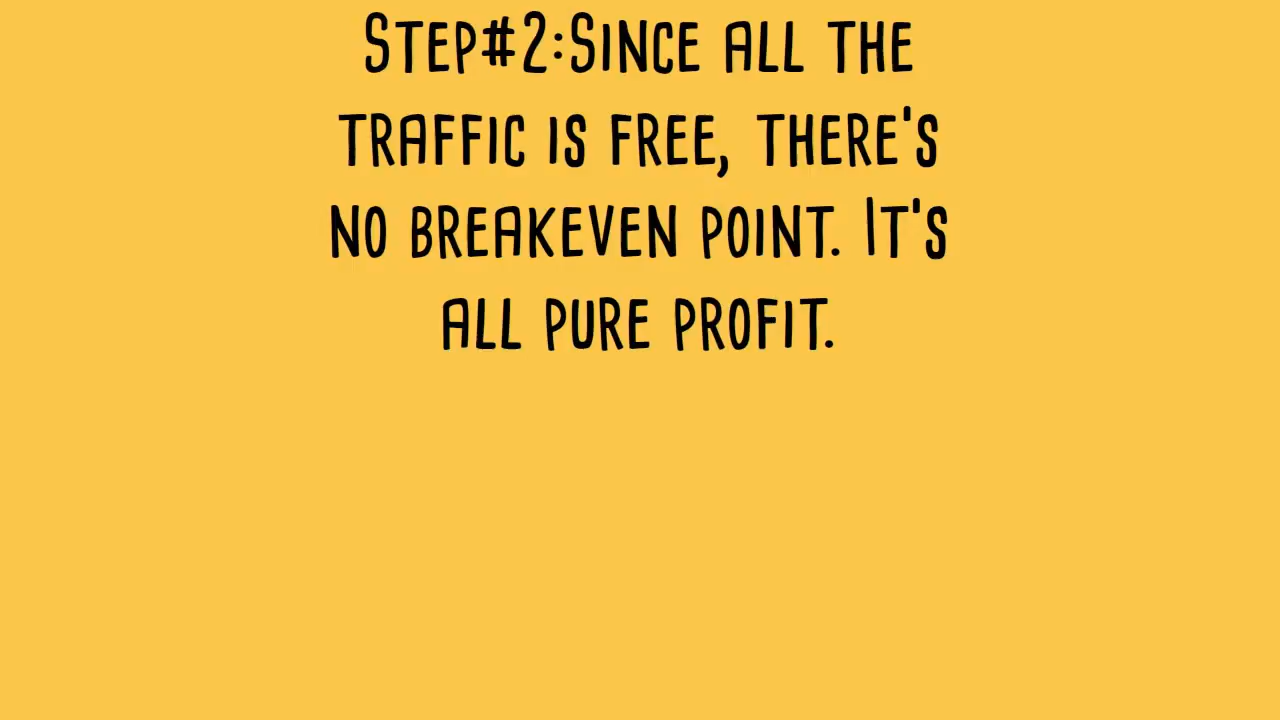 Step#2:Since all the
traffic is free, there's
no breakeven point. It's
all pure profit.